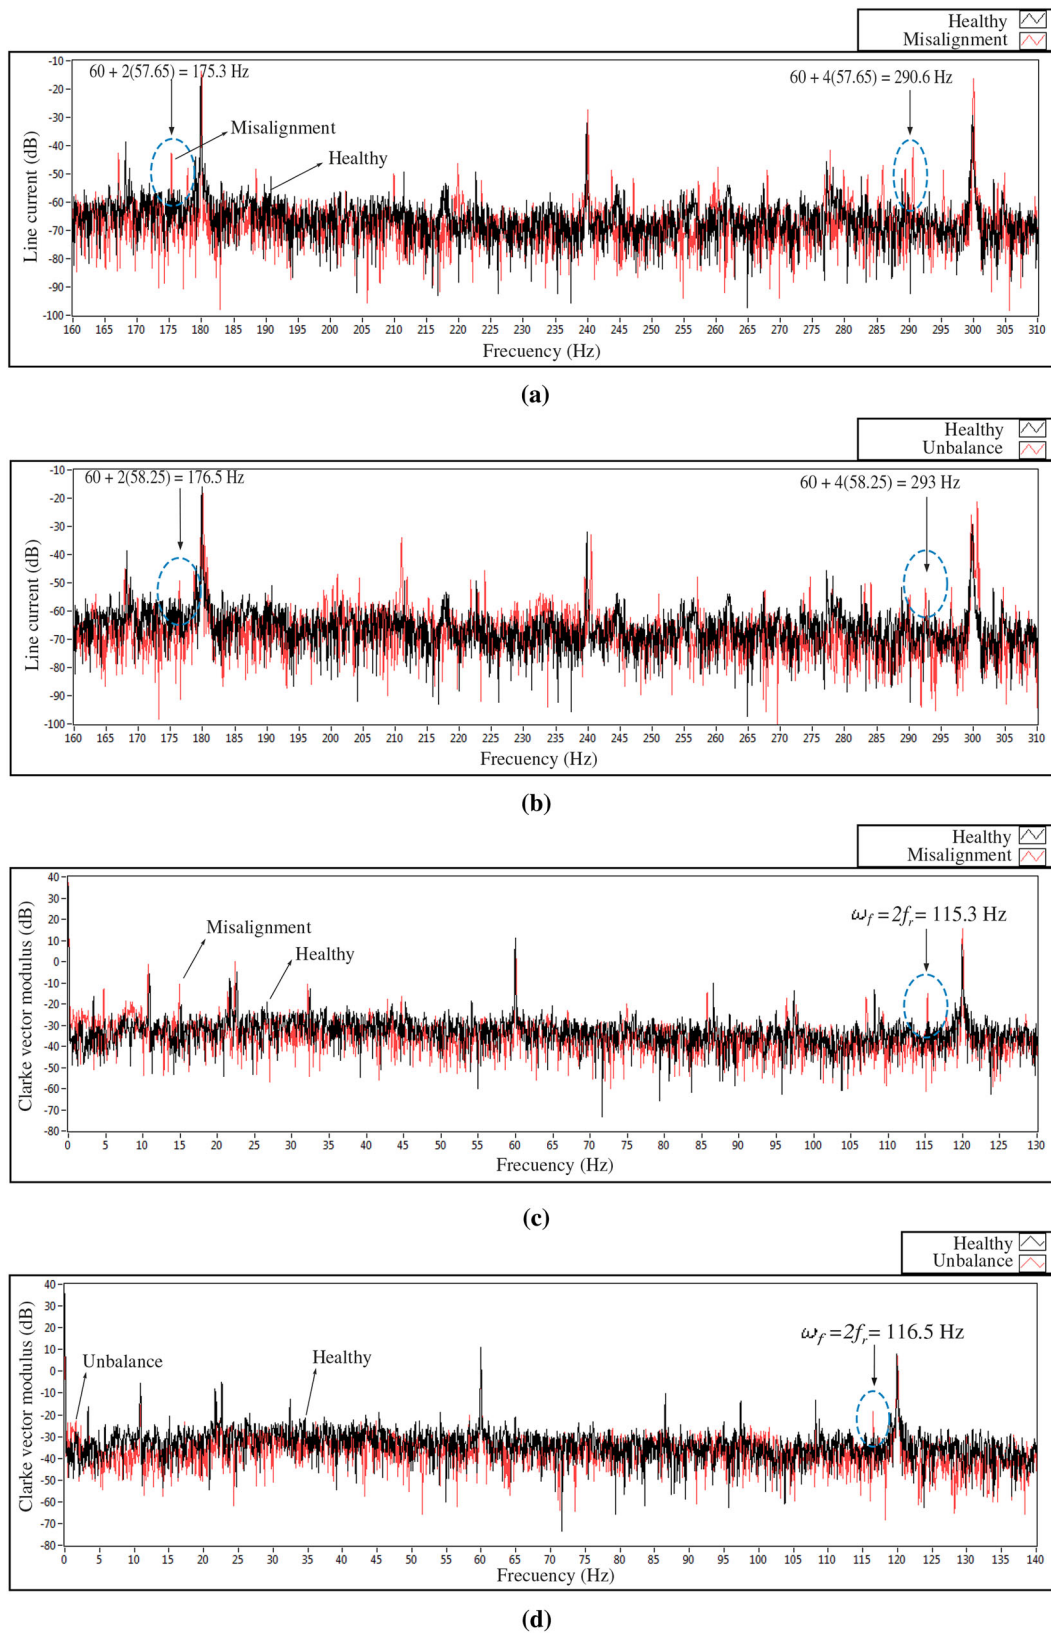 Healthy
Misalignment
60 + 2(57.65) = 175.3 Hz
60 + 4(57.65) = 290.6 Hz
Misalignment
Healthy
Line current (dB)
-10
-20
-30
-40
-50
-60
-70
-80
-90
-100
160 165 170 175 180 185 190 195 200 205 210 215 220 225 230 235 240 245 250 255 260 265 270 275 280 285 290 295 300 305 310
Frecuency (Hz)
(a)
Healthy
Unbalance
60 + 2(58.25) = 176.5 Hz
60 + 4(58.25) = 293 Hz
Line current (dB)
-10
-20
-30
-40
-50
-60
-70
-80
-90
-100
160 165 170 175 180 185 190 195 200 205 210 215 220 225 230 235 240 245 250 255 260 265 270 275 280 285 290 295 300 305 310
Frecuency (Hz)
(b)
Healthy
Misalignment
ω_f = 2f_r = 115.3 Hz
Misalignment
Healthy
Clarke vector modulus (dB)
40
30
20
10
0
-10
-20
-30
-40
-50
-60
-70
-80
0 5 10 15 20 25 30 35 40 45 50 55 60 65 70 75 80 85 90 95 100 105 110 115 120 125 130
Frecuency (Hz)
(c)
Healthy
Unbalance
ω_f = 2f_r = 116.5 Hz
Unbalance
Healthy
Clarke vector modulus (dB)
40
30
20
10
0
-10
-20
-30
-40
-50
-60
-70
-80
0 5 10 15 20 25 30 35 40 45 50 55 60 65 70 75 80 85 90 95 100 105 110 115 120 125 130 135 140
Frecuency (Hz)
(d)